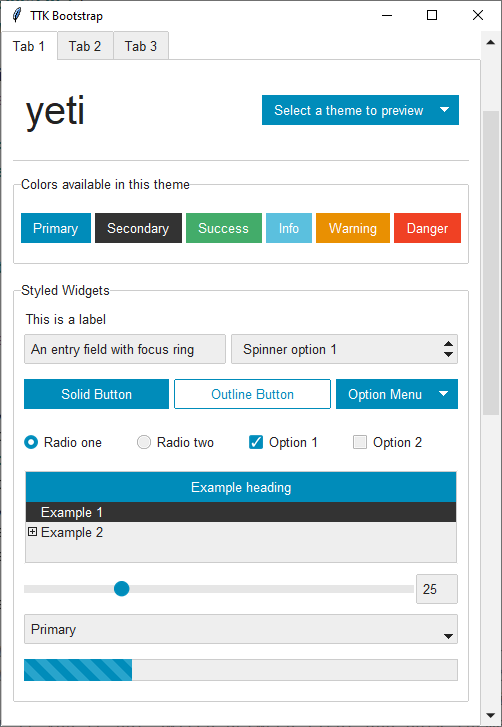 TTK Bootstrap
Tab 1 Tab 2 Tab 3
yeti Select a theme to preview
Colors available in this theme
Primary Secondary Success Info Warning Danger
Styled Widgets
This is a label
An entry field with focus ring Spinner option 1
Solid Button Outline Button Option Menu
Radio one Radio two Option 1 Option 2
Example heading
Example 1
Example 2
25
Primary